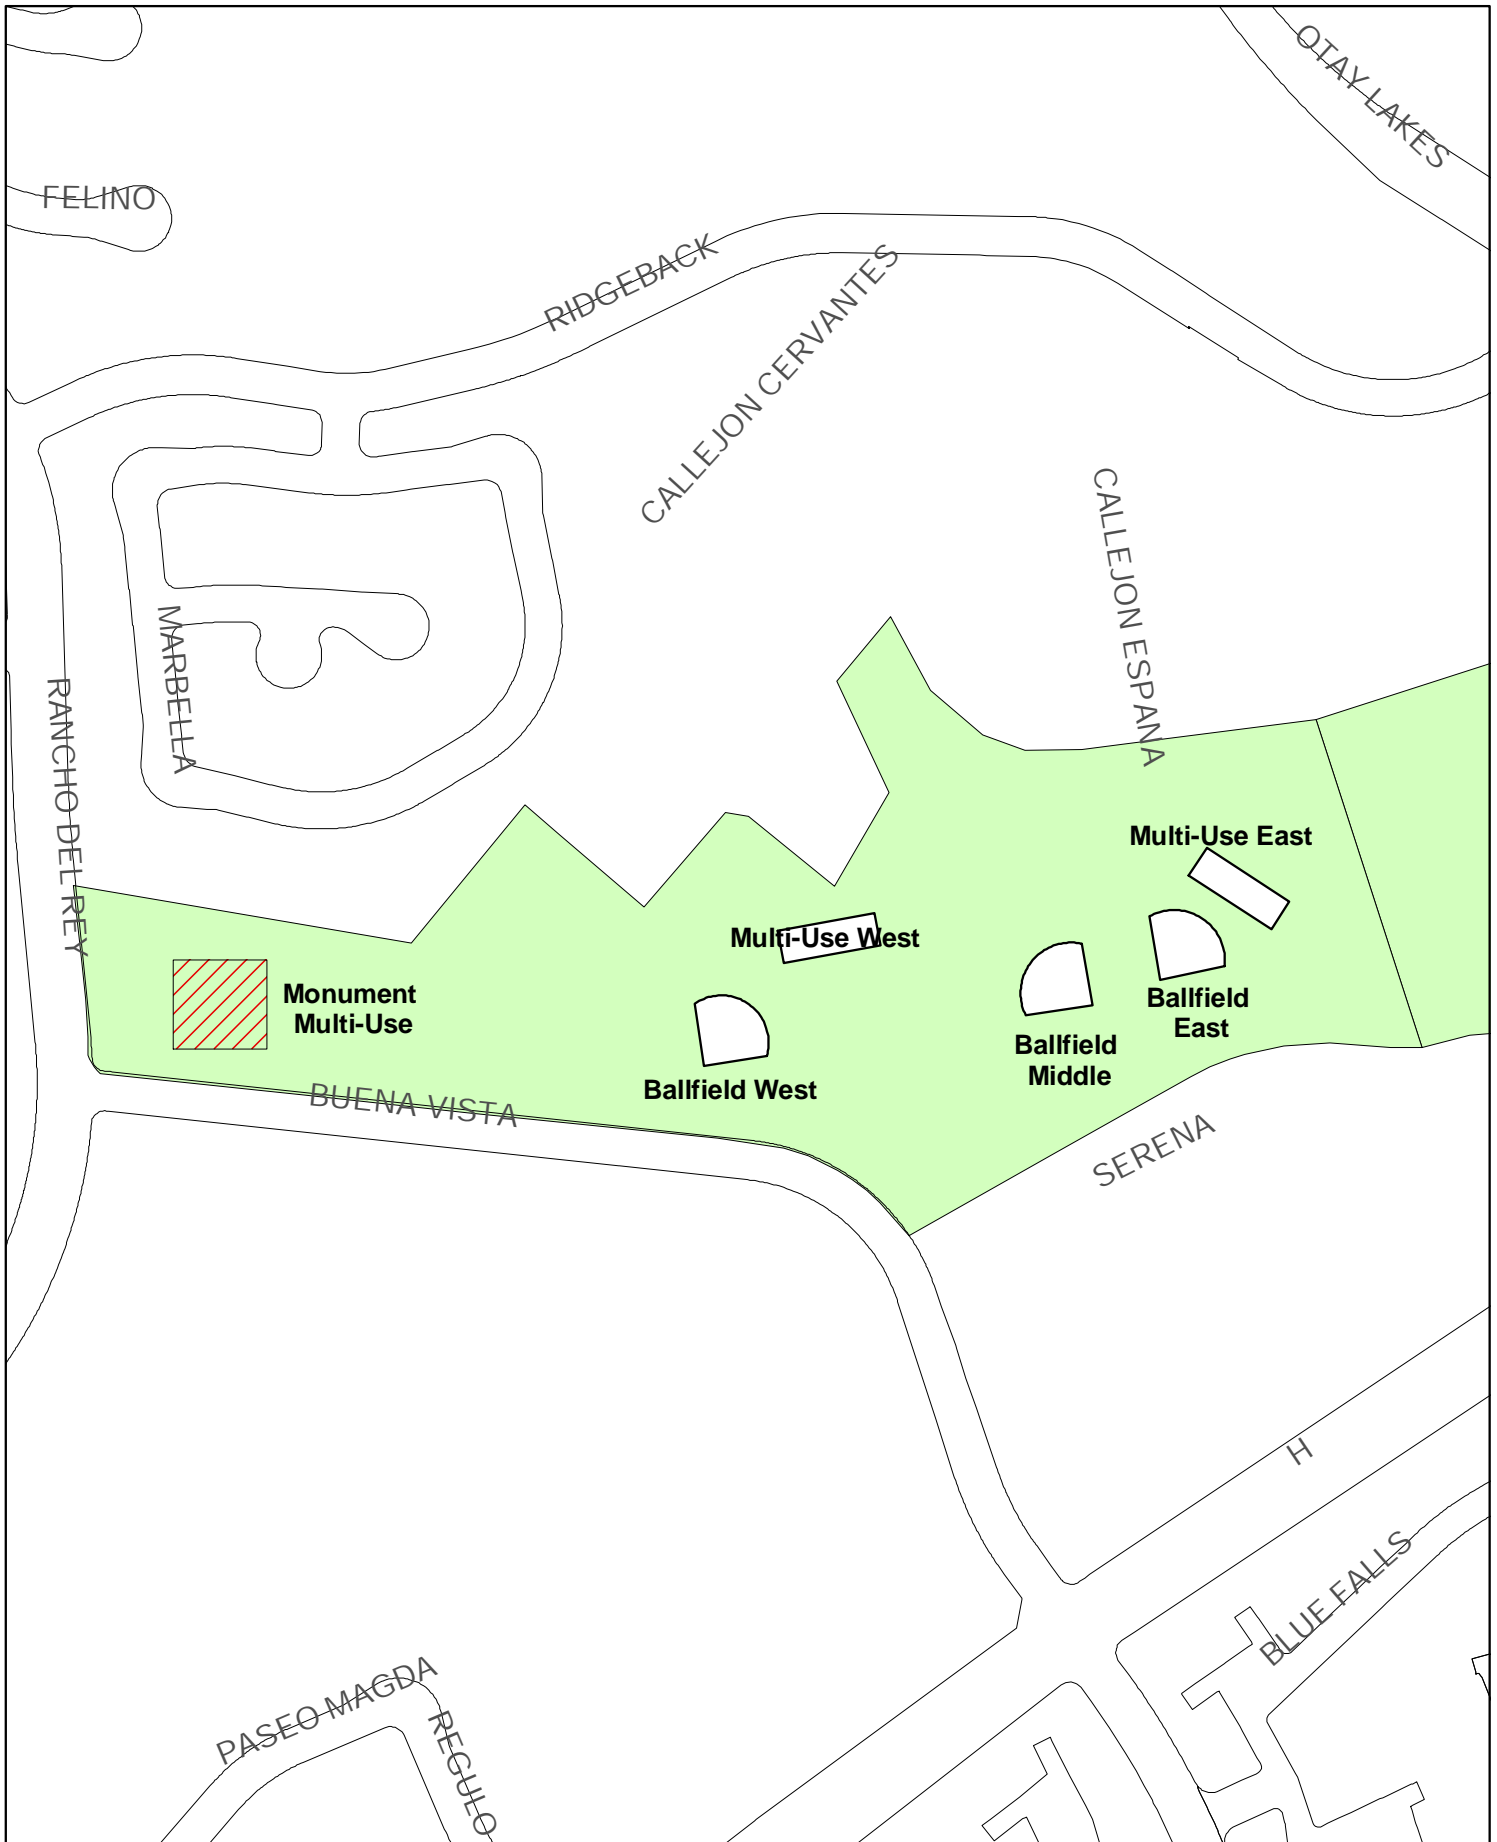 OTAY LAKES
FELINO
RIDGEBACK
CALLEJON CERVANTES
CALLEJON ESPANA
MARBELLA
RANCHO DEL REY
Multi-Use East
Multi-Use West
Monument
Multi-Use
Ballfield
East
Ballfield
Middle
Ballfield West
BUENA VISTA
SERENA
H
BLUE FALLS
PASEO MAGDA
REGULO